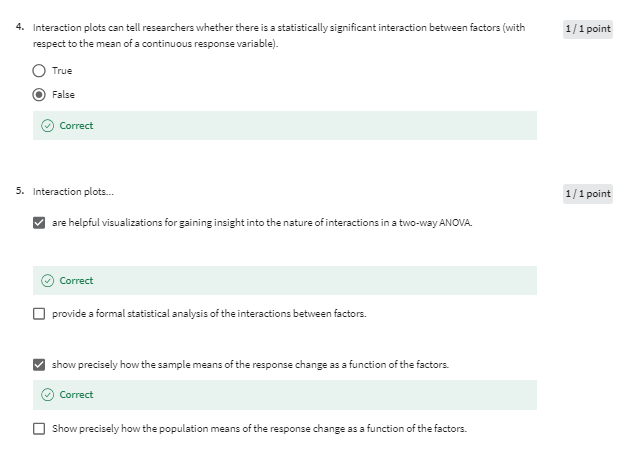 4. Interaction plots can tell researchers whether there is a statistically significant interaction between factors (with 1 / 1 point
respect to the mean of a continuous response variable).
True
False
Correct
5. Interaction plots... 1 / 1 point
are helpful visualizations for gaining insight into the nature of interactions in a two-way ANOVA.
Correct
provide a formal statistical analysis of the interactions between factors.
show precisely how the sample means of the response change as a function of the factors.
Correct
Show precisely how the population means of the response change as a function of the factors.